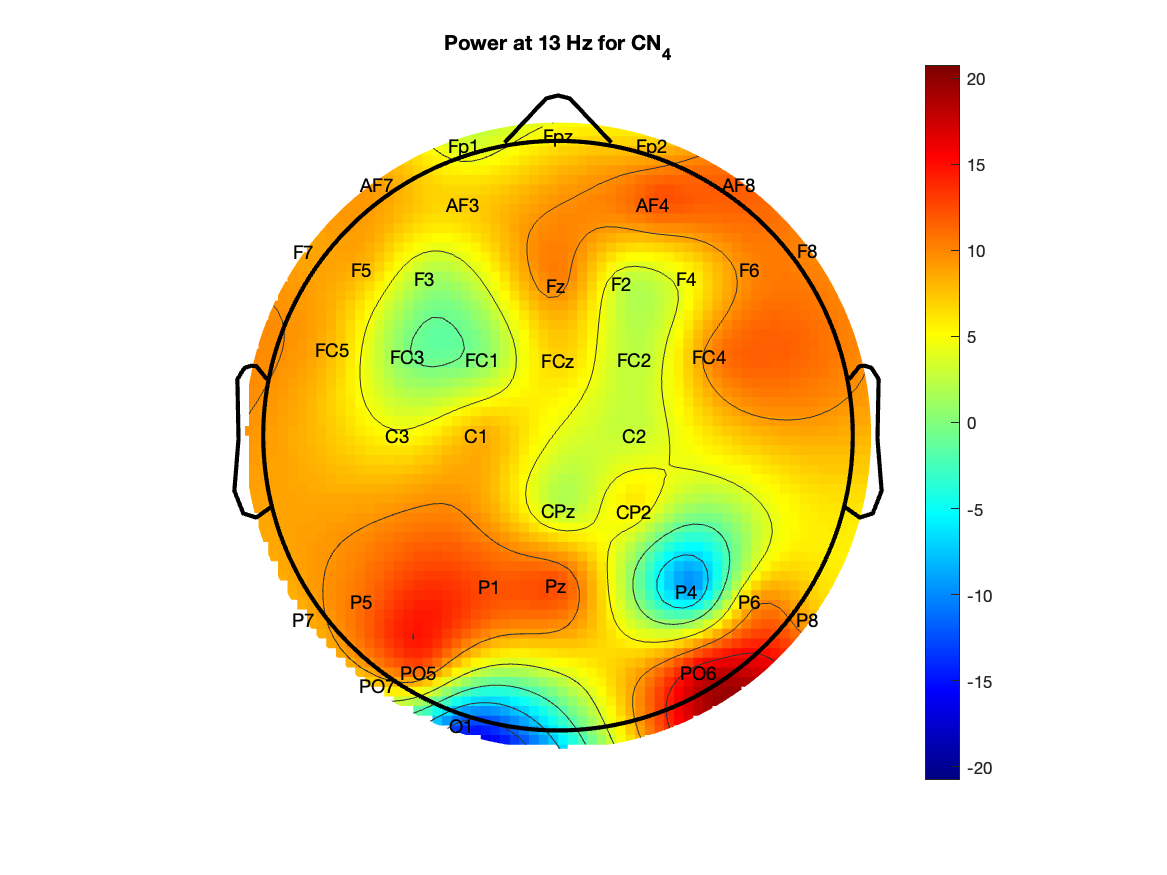 Power at 13 Hz for CN4
Fp1 Fpz Fp2
AF7 AF8
AF3 AF4
F7 F8
F5 F3 Fz F2 F4 F6
FC5 FC3 FC1 FCz FC2 FC4
C3 C1 C2
CPz CP2
P5 P1 Pz P4 P6
P7 P8
PO7 PO5 PO6
O1
20
15
10
5
0
-5
-10
-15
-20